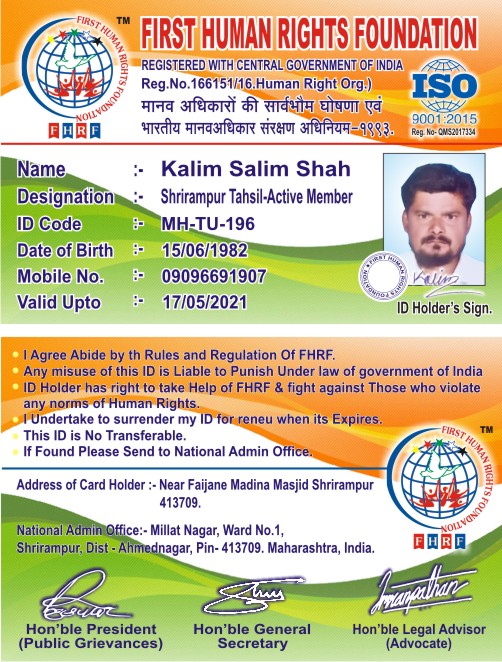 FIRST HUMAN RIGHTS FOUNDATION
FHRF
TM
FIRST HUMAN RIGHTS FOUNDATION
REGISTERED WITH CENTRAL GOVERNMENT OF INDIA
Reg.No.166151/16.Human Right Org.)
मानव अधिकारों की सार्वभौम घोषणा एवं
भारतीय मानवअधिकार संरक्षण अधिनियम-१९९३.
ISO
9001:2015
Reg. No- QMS2017334
Name :- Kalim Salim Shah
Designation :- Shrirampur Tahsil-Active Member
ID Code :- MH-TU-196
Date of Birth :- 15/06/1982
Mobile No. :- 09096691907
Valid Upto :- 17/05/2021
FIRST HUMAN RIGHTS FOUNDATION
Kalim
ID Holder's Sign.
I Agree Abide by th Rules and Regulation Of FHRF.
Any misuse of this ID is Liable to Punish Under law of government of India
ID Holder has right to take Help of FHRF & fight against Those who violate
any norms of Human Rights.
I Undertake to surrender my ID for reneu when its Expires.
This ID is No Transferable.
If Found Please Send to National Admin Office.
FIRST HUMAN RIGHTS FOUNDATION
TM
FHRF
Address of Card Holder :- Near Faijane Madina Masjid Shrirampur
413709.
National Admin Office:- Millat Nagar, Ward No.1,
Shrirampur, Dist - Ahmednagar, Pin- 413709. Maharashtra, India.
Imranpathan
Hon'ble President
(Public Grievances)
Hon'ble General
Secretary
Hon'ble Legal Advisor
(Advocate)